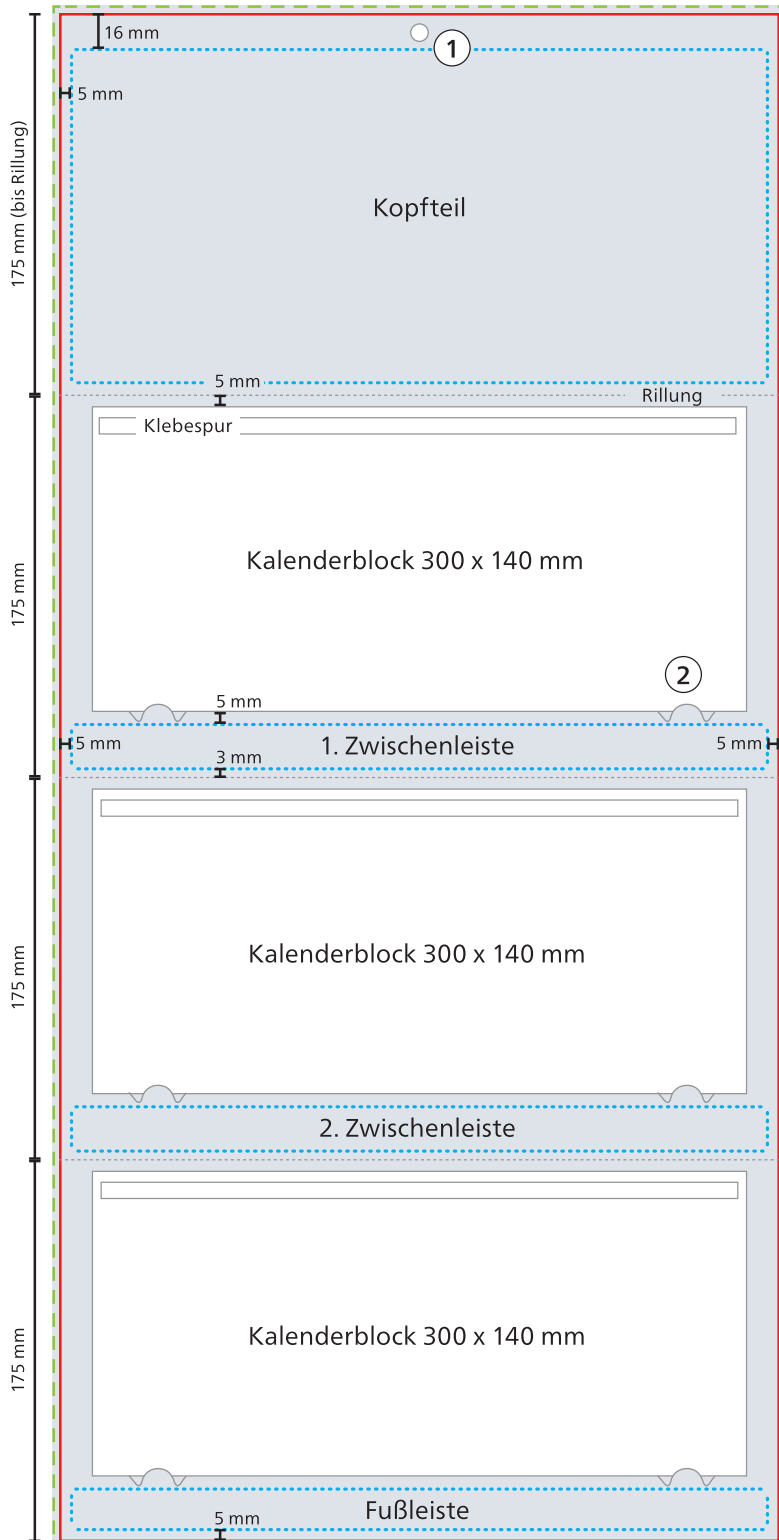 16 mm
1
5 mm
175 mm (bis Rillung)
Kopfteil
5 mm
Rillung
Klebespur
175 mm
Kalenderblock 300 x 140 mm
2
5 mm
5 mm
1. Zwischenleiste
5 mm
3 mm
175 mm
Kalenderblock 300 x 140 mm
2. Zwischenleiste
175 mm
Kalenderblock 300 x 140 mm
Fußleiste
5 mm